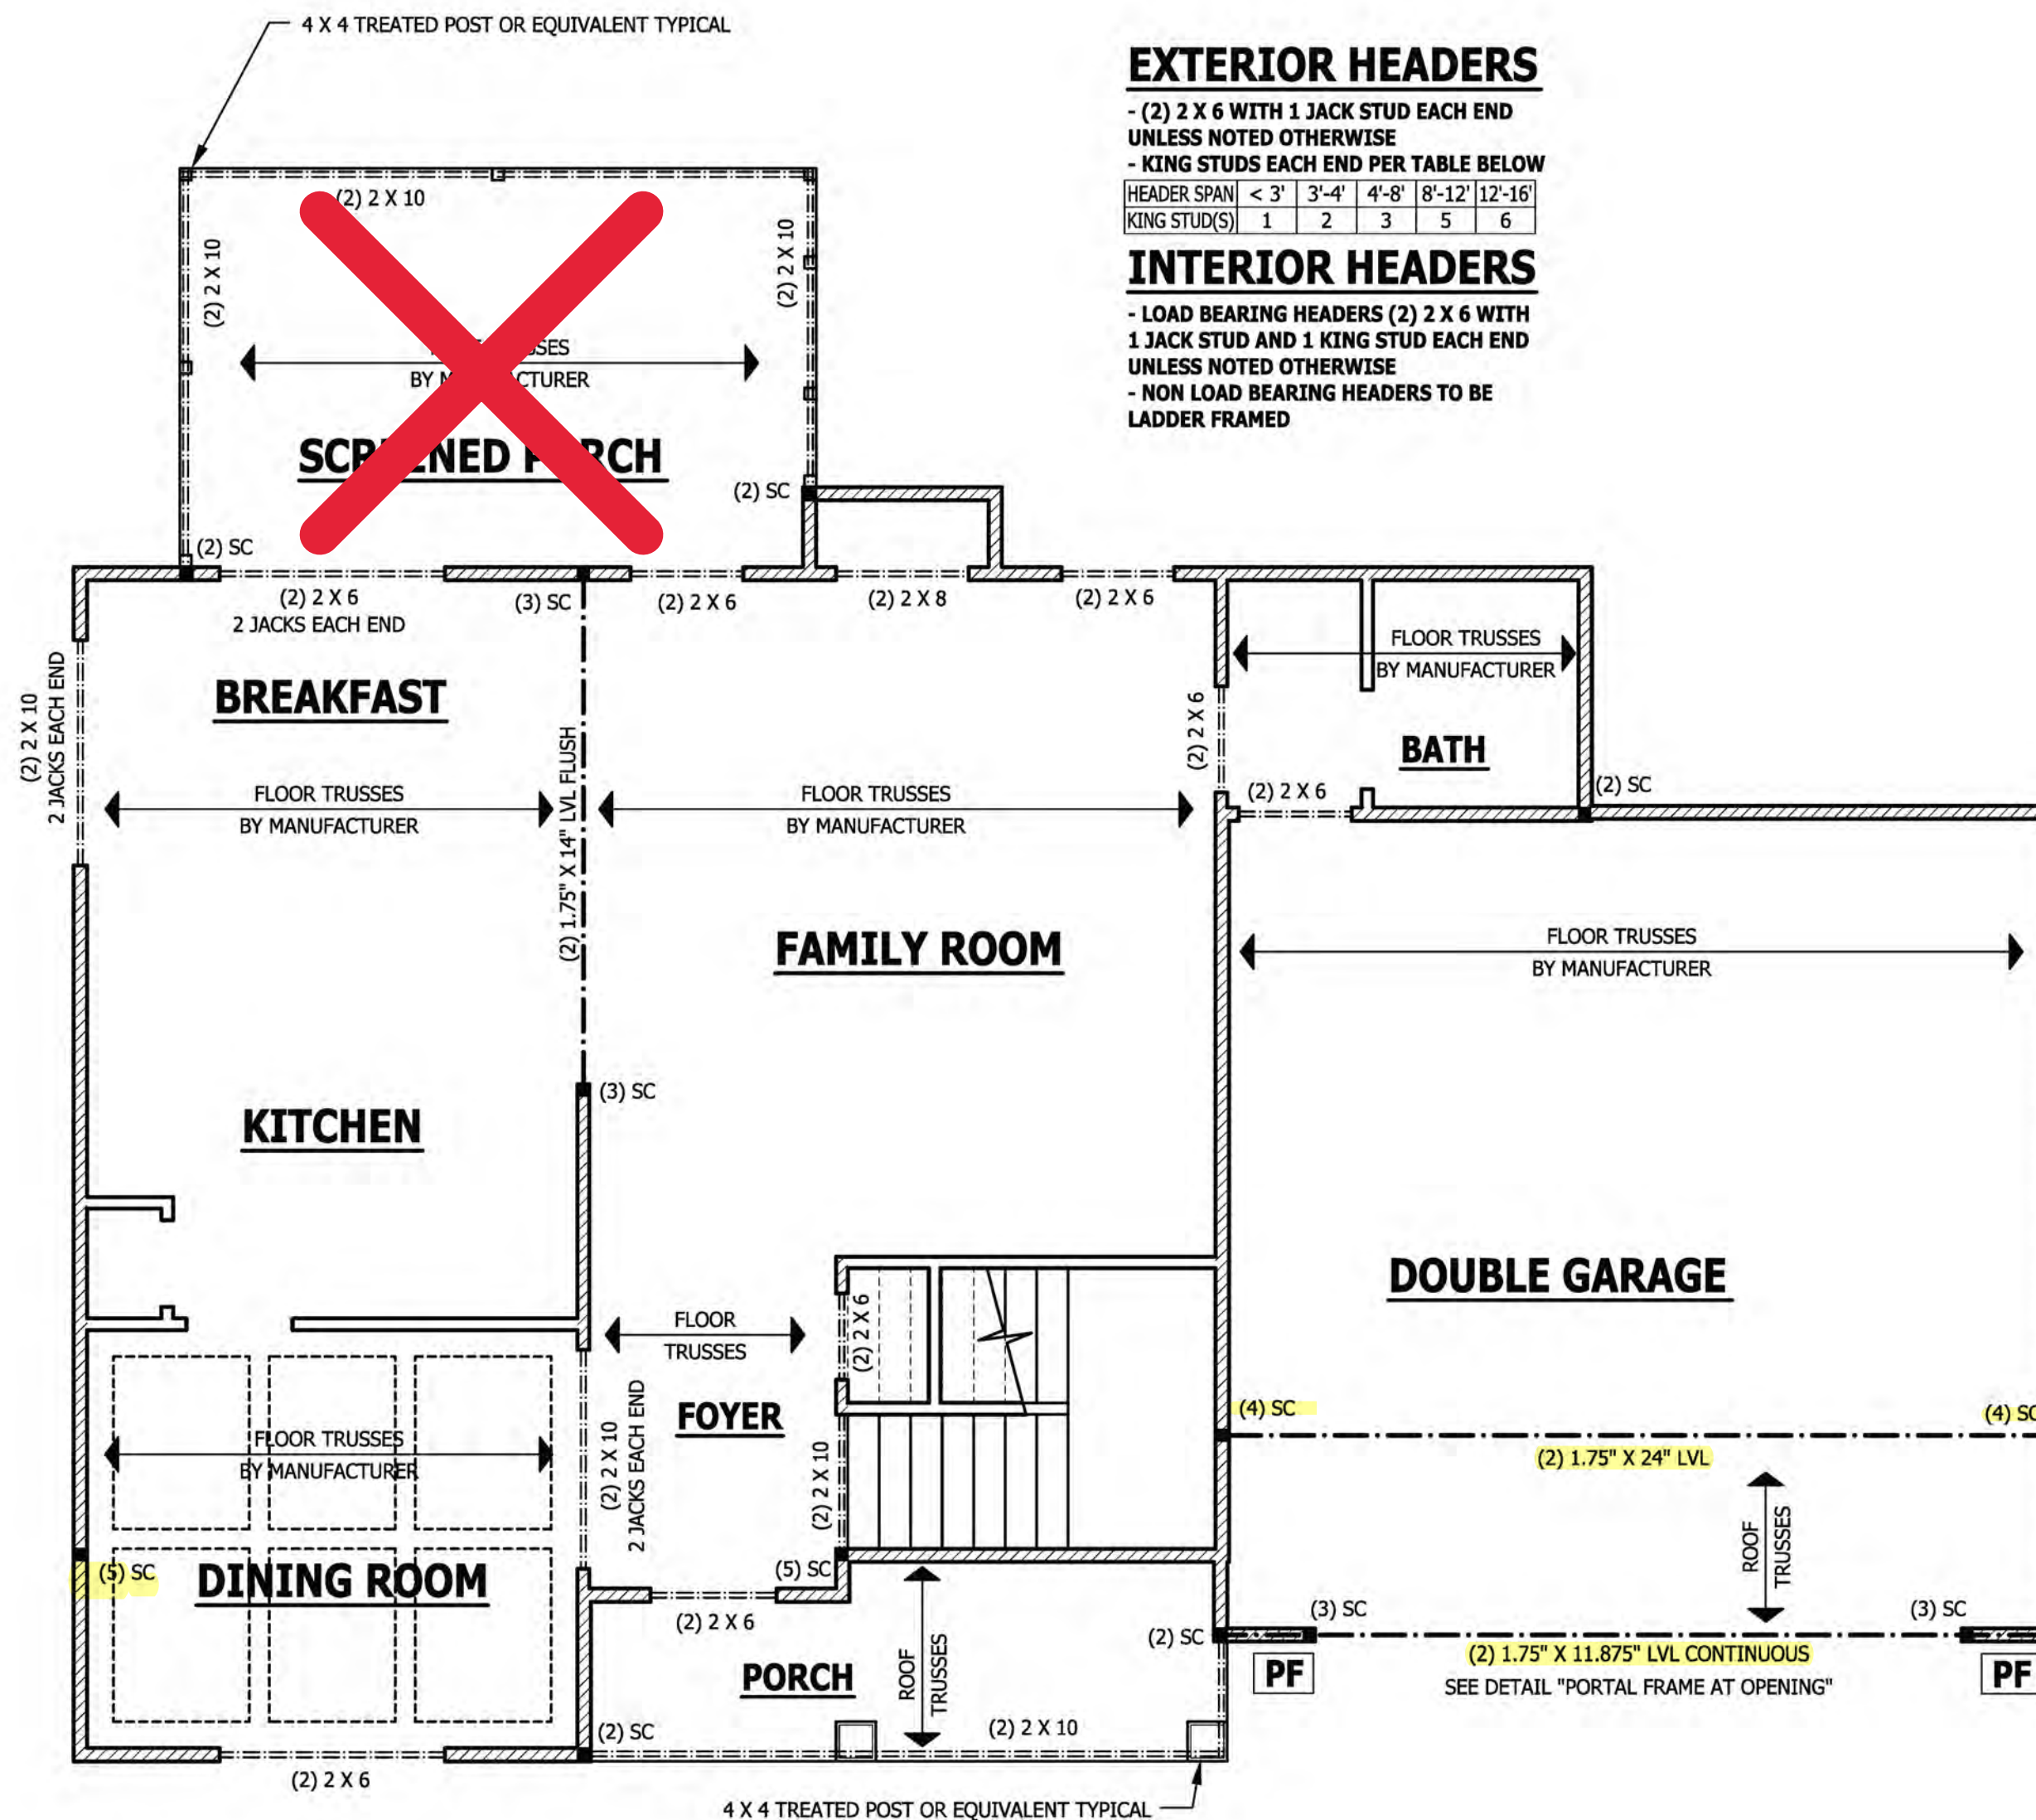 4 X 4 TREATED POST OR EQUIVALENT TYPICAL
EXTERIOR HEADERS
- (2) 2 X 6 WITH 1 JACK STUD EACH END
UNLESS NOTED OTHERWISE
- KING STUDS EACH END PER TABLE BELOW
HEADER SPAN < 3' 3'-4' 4'-8' 8'-12' 12'-16'
KING STUD(S) 1 2 3 5 6
INTERIOR HEADERS
- LOAD BEARING HEADERS (2) 2 X 6 WITH
1 JACK STUD AND 1 KING STUD EACH END
UNLESS NOTED OTHERWISE
- NON LOAD BEARING HEADERS TO BE
LADDER FRAMED
(2) 2 X 10
(2) 2 X 10
(2) 2 X 10
BY MANUFACTURER
SCREENED PORCH
(2) SC
(2) SC
(2) 2 X 6
2 JACKS EACH END
(3) SC
(2) 2 X 6
(2) 2 X 8
(2) 2 X 6
FLOOR TRUSSES
BY MANUFACTURER
(2) 2 X 10
2 JACKS EACH END
BREAKFAST
(2) 1.75" X 14" LVL FLUSH
(2) 2 X 6
BATH
(2) 2 X 6
(2) SC
FLOOR TRUSSES
BY MANUFACTURER
FLOOR TRUSSES
BY MANUFACTURER
FAMILY ROOM
FLOOR TRUSSES
BY MANUFACTURER
(3) SC
KITCHEN
DOUBLE GARAGE
FLOOR
TRUSSES
(2) 2 X 6
FOYER
(4) SC
(4) SC
(2) 1.75" X 24" LVL
FLOOR TRUSSES
BY MANUFACTURER
(2) 2 X 10
2 JACKS EACH END
(2) 2 X 10
ROOF
TRUSSES
(5) SC
DINING ROOM
(5) SC
(2) 2 X 6
(2) SC
(3) SC
(3) SC
(2) 1.75" X 11.875" LVL CONTINUOUS
SEE DETAIL "PORTAL FRAME AT OPENING"
PF
PF
PORCH
ROOF
TRUSSES
(2) SC
(2) 2 X 10
(2) 2 X 6
4 X 4 TREATED POST OR EQUIVALENT TYPICAL